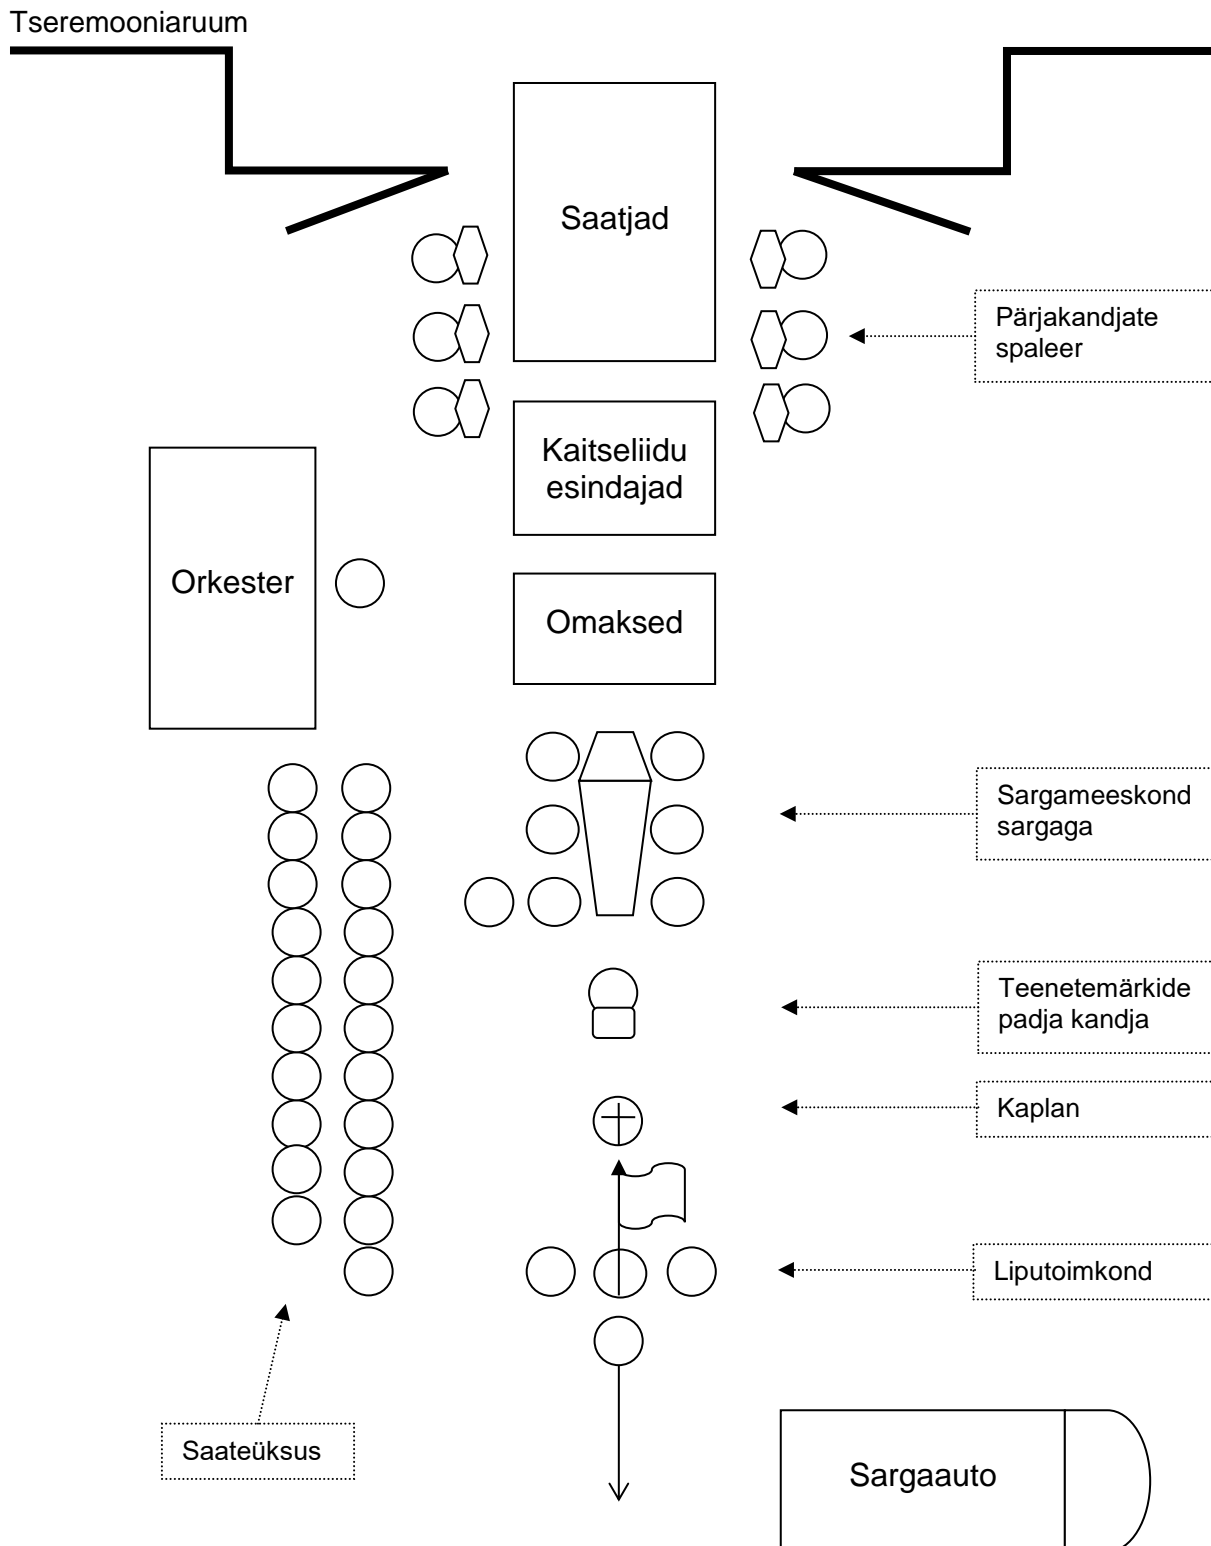 Tseremooniaruum
Saatjad
Pärjakandjate
spaleer
Kaitseliidu
esindajad
Orkester
Omaksed
Sargameeskond
sargaga
Teenetemärkide
padja kandja
Kaplan
Liputoimkond
Saateüksus
Sargaauto